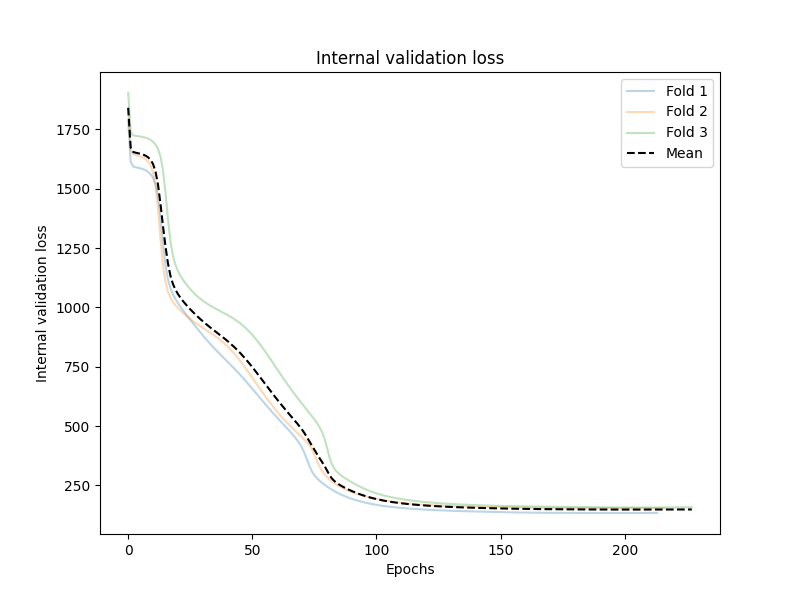 Internal validation loss
Fold 1
Fold 2
Fold 3
Mean
1750
1500
1250
1000
750
500
250
Internal validation loss
0 50 100 150 200
Epochs